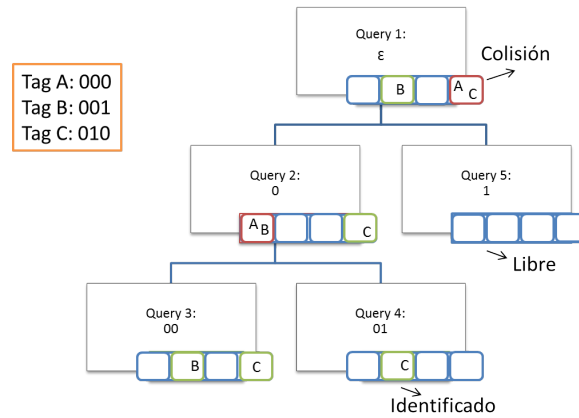 Query 1:
ε
Colisión
B
A
C
Tag A: 000
Tag B: 001
Tag C: 010
Query 2:
0
A
B
C
Query 5:
1
Libre
Query 3:
00
B
C
Query 4:
01
C
Identificado